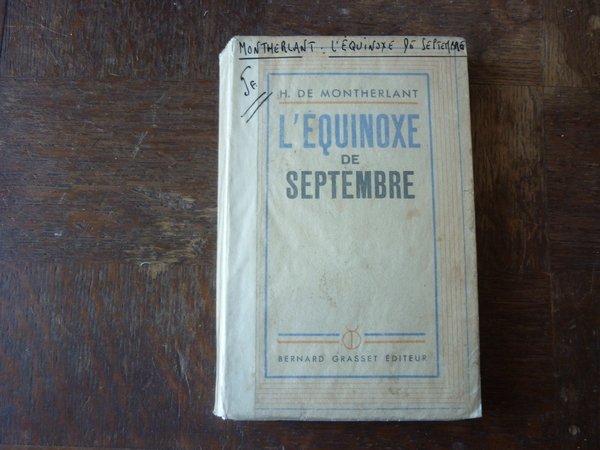 MONTHERLANT : L'ÉQUINOXE DE SEPTEMBRE
H. DE MONTHERLANT
L'ÉQUINOXE
DE
SEPTEMBRE
BERNARD GRASSET ÉDITEUR